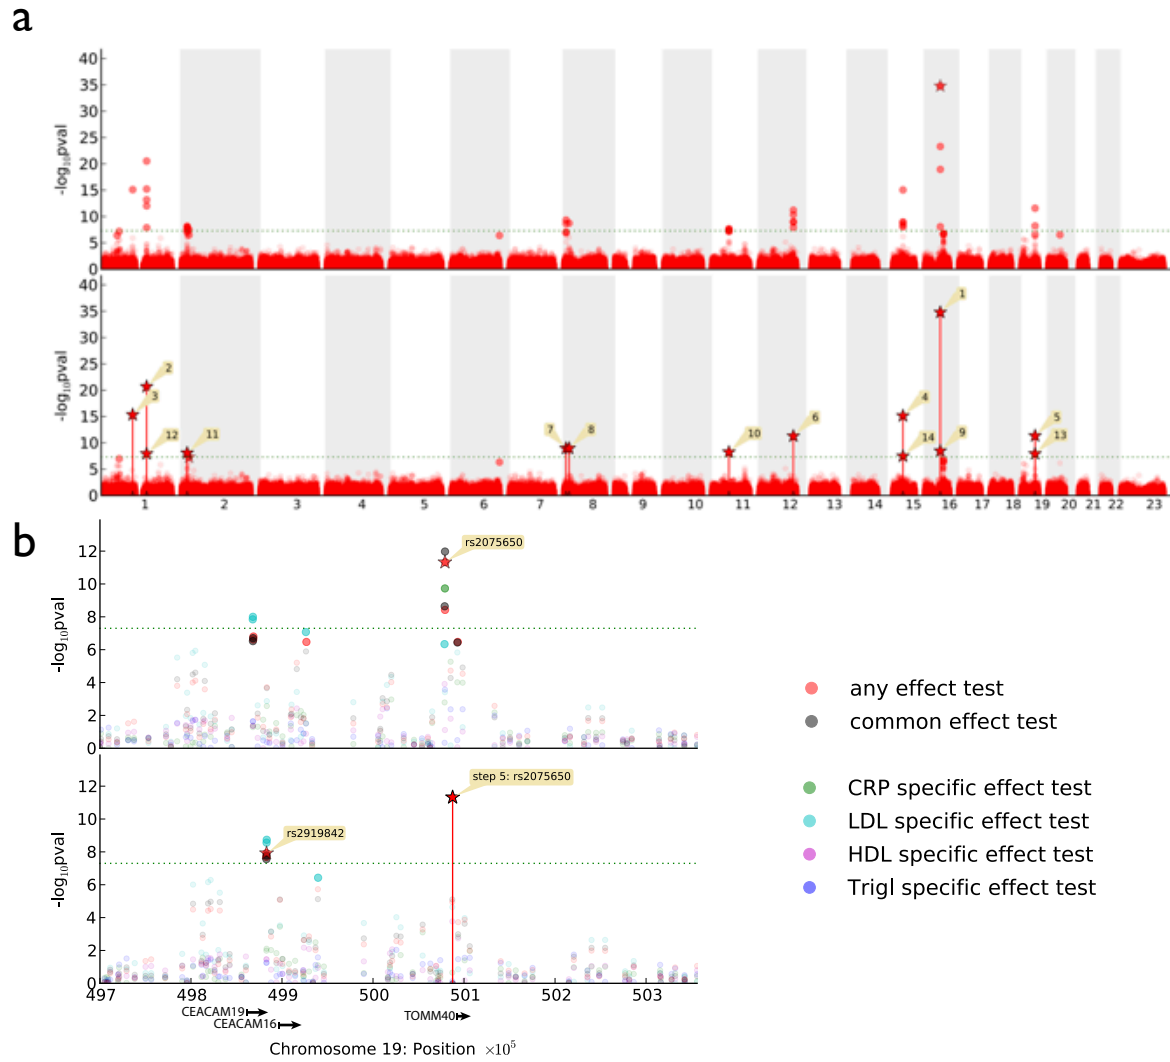 a
40
35
30
25
20
15
10
5
0
-log10pval
40
35
30
25
20
15
10
5
0
-log10pval
1
2
3
4
5
6
7
8
9
10
11
12
13
14
1 2 3 4 5 6 7 8 9 10 11 12 13 14 15 16 17 18 19 20 21 22 23
b
12
10
8
6
4
2
0
-log10pval
rs2075650
12
10
8
6
4
2
0
-log10pval
step 5: rs2075650
rs2919842
497 498 499 500 501 502 503
CEACAM19
CEACAM16
TOMM40
Chromosome 19: Position ×10^5
any effect test
common effect test
CRP specific effect test
LDL specific effect test
HDL specific effect test
Trigl specific effect test